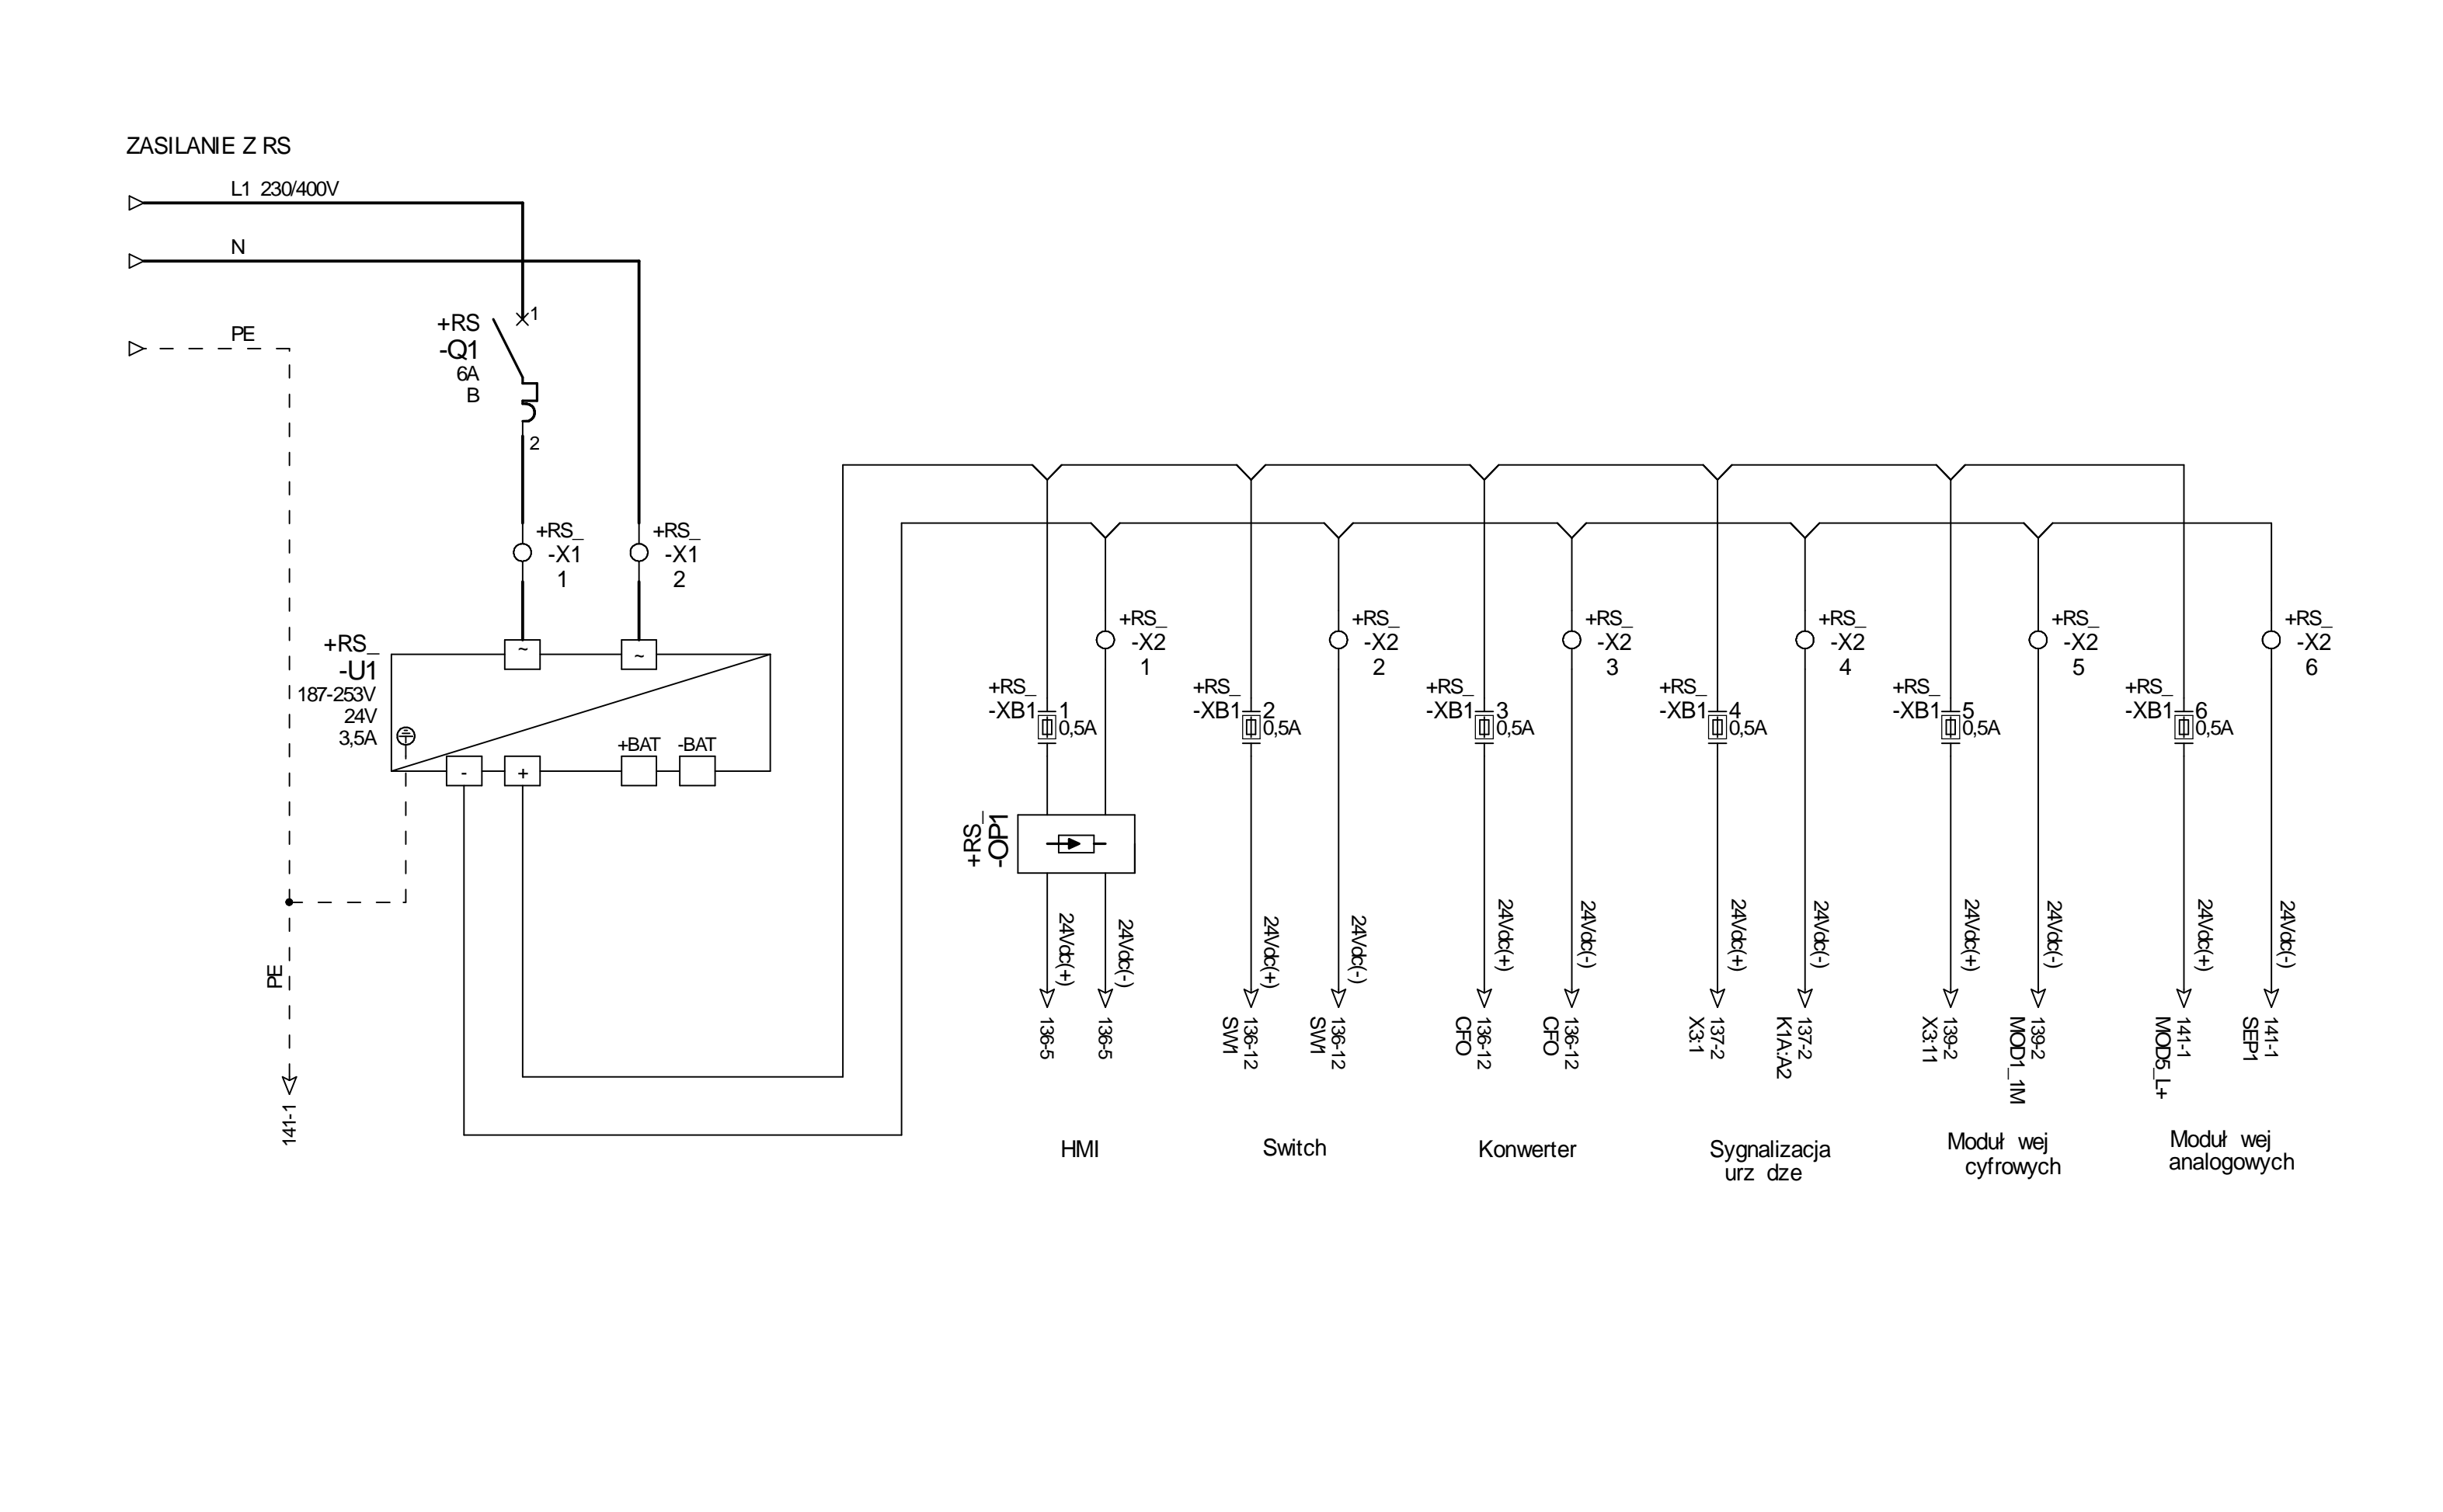 ZASILANIE Z RS
L1 230/400V
N
PE
+RS
-Q1
6A
B
1
2
+RS_
-X1
1
+RS_
-X1
2
+RS_
-U1
187-253V
24V
3,5A
~
~
-
+
+BAT
-BAT
PE
141-1
+RS_
-XB1
1
0,5A
+RS_
-X2
1
+RS_
-OP1
24Vdc(+)
24Vdc(-)
136-5
136-5
HMI
+RS_
-XB1
2
0,5A
+RS_
-X2
2
24Vdc(+)
24Vdc(-)
136-12
SW1
136-12
SW1
Switch
+RS_
-XB1
3
0,5A
+RS_
-X2
3
24Vdc(+)
24Vdc(-)
136-12
CFO
136-12
CFO
Konwerter
+RS_
-XB1
4
0,5A
+RS_
-X2
4
24Vdc(+)
24Vdc(-)
137-2
X3:1
137-2
K1A:A2
Sygnalizacja
urz dze
+RS_
-XB1
5
0,5A
+RS_
-X2
5
24Vdc(+)
24Vdc(-)
139-2
X3:11
139-2
MOD1_1M
Moduł wej
cyfrowych
+RS_
-XB1
6
0,5A
+RS_
-X2
6
24Vdc(+)
24Vdc(-)
141-1
MOD5_L+
141-1
SEP1
Moduł wej
analogowych